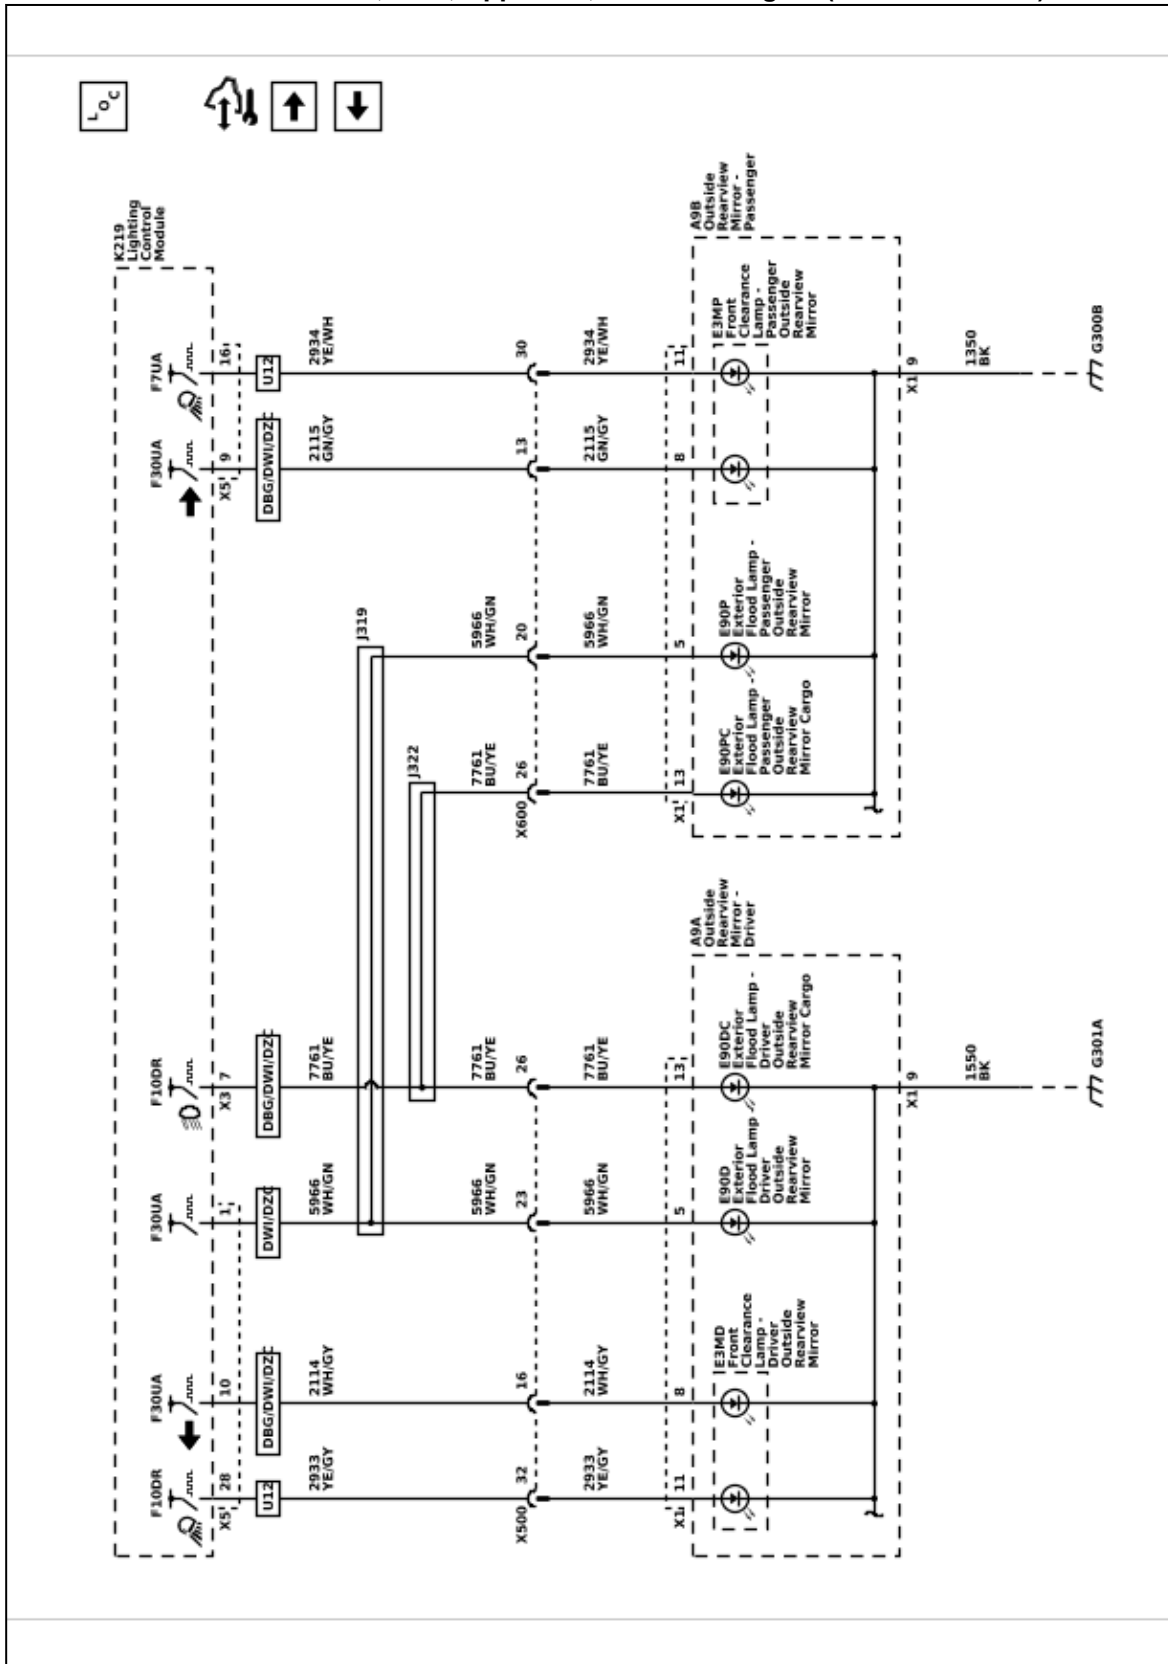 L O C
K219
Lighting
Control
Module
F10DR
F30UA
F30UA
F10DR
F30UA
F7UA
X5
28
10
1
X3
7
X5
9
16
U12
DBG/DWI/DZ
DWI/DZ
DBG/DWI/DZ
DBG/DWI/DZ
U12
2933
YE/GY
2114
WH/GY
5966
WH/GN
7761
BU/YE
2115
GN/GY
2934
YE/WH
J319
J322
5966
WH/GN
7761
BU/YE
7761
BU/YE
5966
WH/GN
X500
32
16
23
26
X600
26
20
13
30
2933
YE/GY
2114
WH/GY
5966
WH/GN
7761
BU/YE
7761
BU/YE
5966
WH/GN
2115
GN/GY
2934
YE/WH
X1
11
8
5
13
X1
13
5
8
11
A9A
Outside
Rearview
Mirror -
Driver
A9B
Outside
Rearview
Mirror -
Passenger
E3MD
Front
Clearance
Lamp -
Driver
Outside
Rearview
Mirror
E90D
Exterior
Flood Lamp -
Driver
Outside
Rearview
Mirror
E90DC
Exterior
Flood Lamp -
Driver
Outside
Rearview
Mirror Cargo
E90PC
Exterior
Flood Lamp -
Passenger
Outside
Rearview
Mirror Cargo
E90P
Exterior
Flood Lamp -
Passenger
Outside
Rearview
Mirror
E3MP
Front
Clearance
Lamp -
Passenger
Outside
Rearview
Mirror
X1
9
X1
9
1550
BK
1350
BK
G301A
G300B